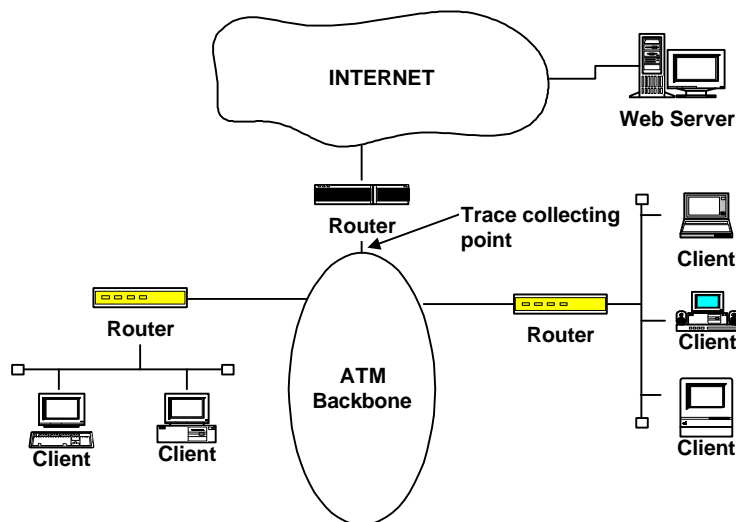 INTERNET
Web Server
Router
Trace collecting
point
Client
Router
Router
Client
ATM
Backbone
Client
Client
Client